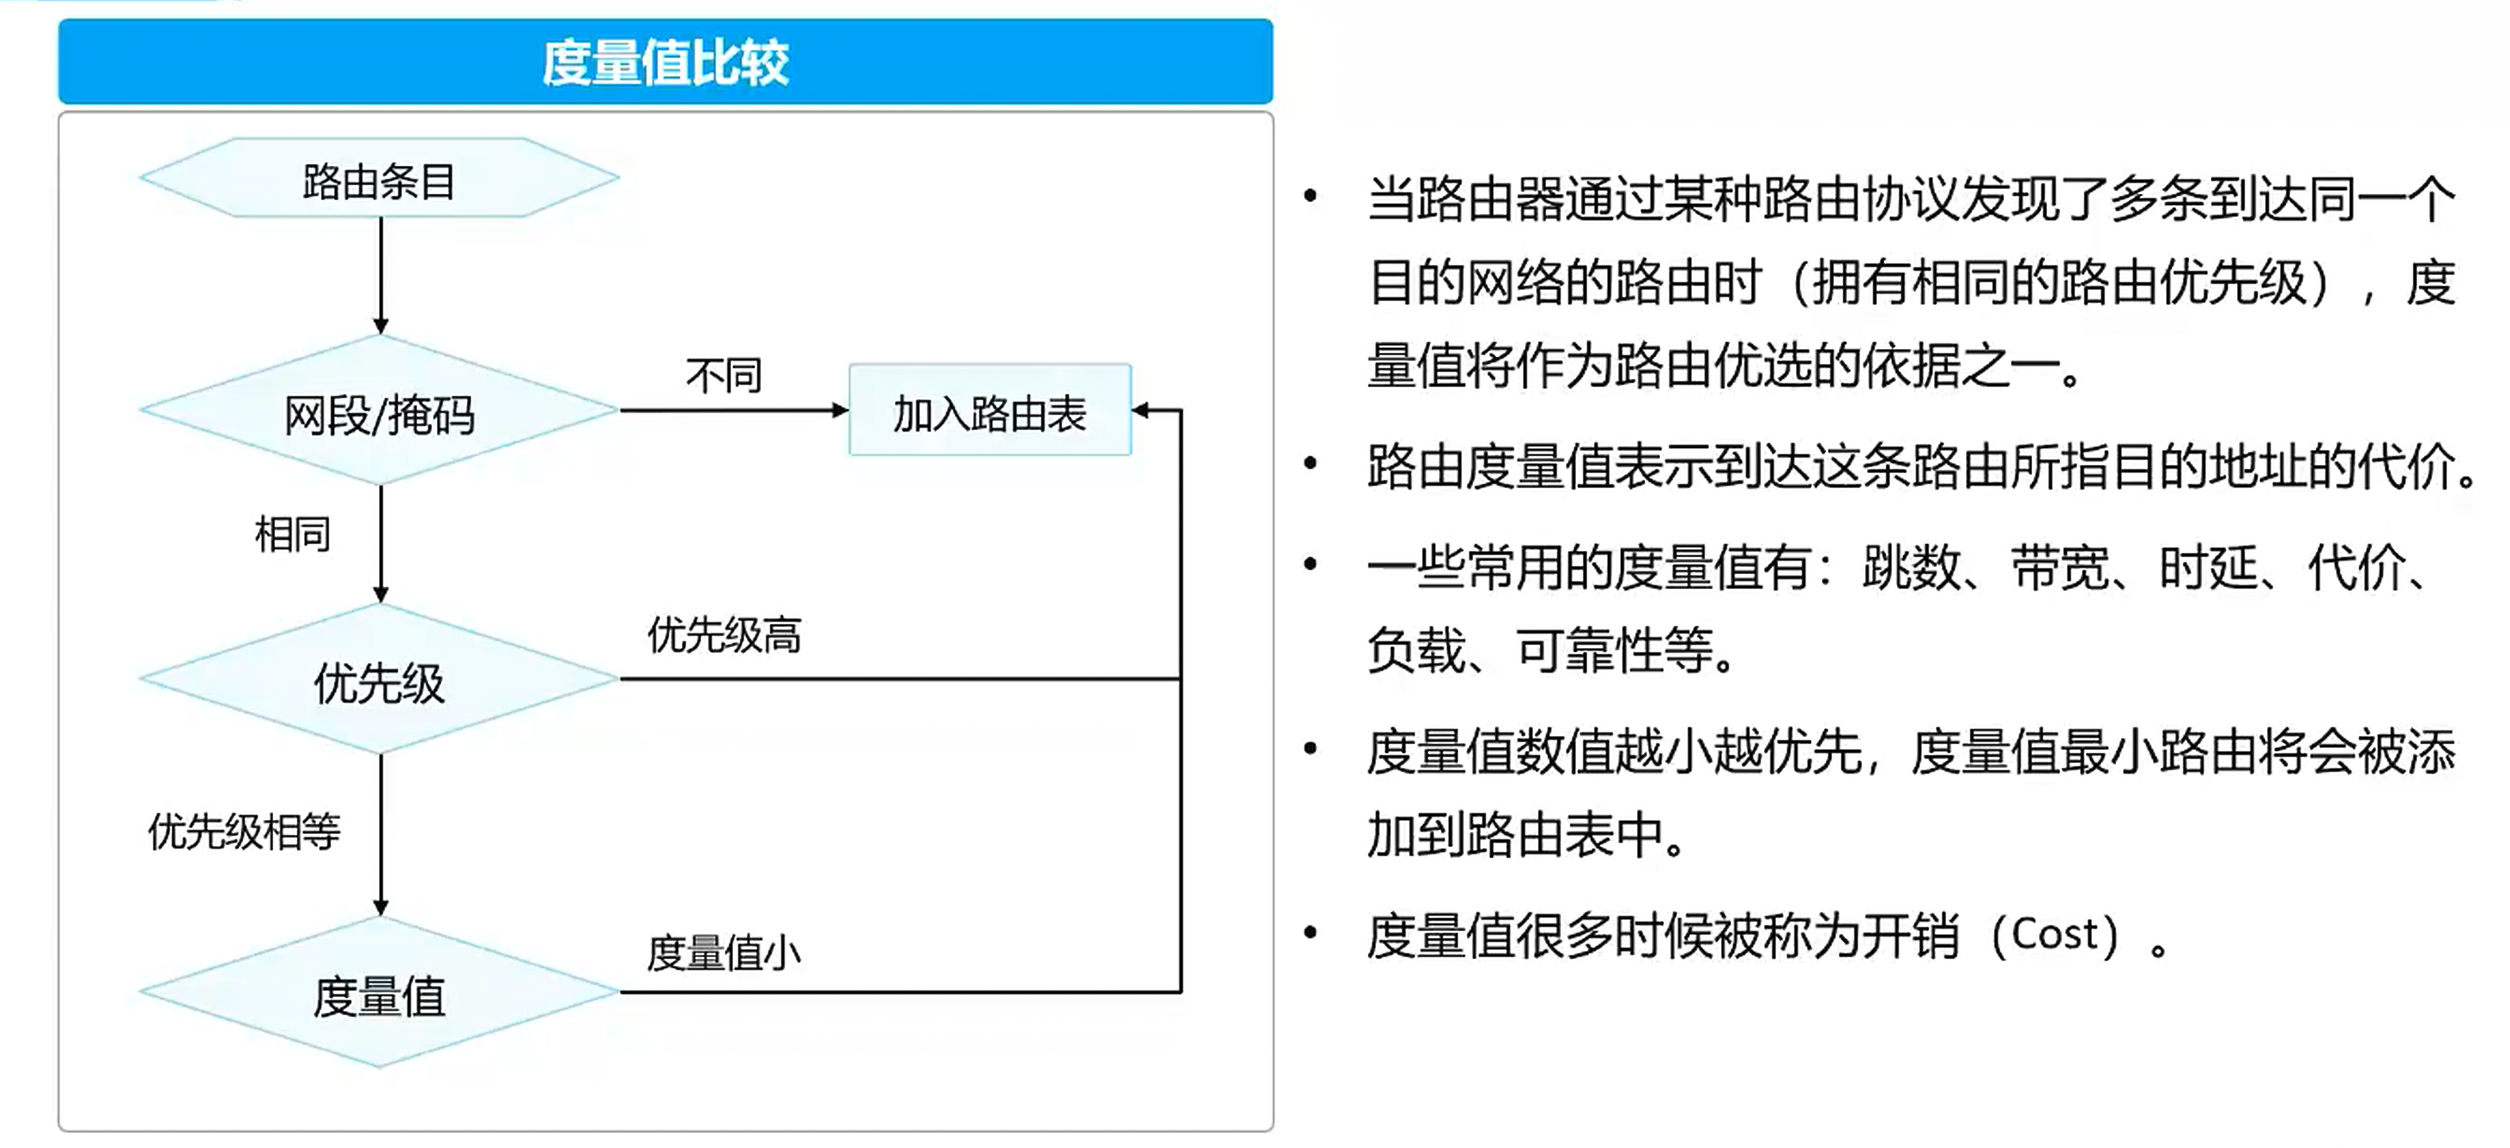 度量值比较
路由条目
网段/掩码
不同
加入路由表
相同
优先级
优先级高
优先级相等
度量值
度量值小
• 当路由器通过某种路由协议发现了多条到达同一个
目的网络的路由时（拥有相同的路由优先级），度
量值将作为路由优选的依据之一。
• 路由度量值表示到达这条路由所指目的地址的代价。
• 一些常用的度量值有：跳数、带宽、时延、代价、
负载、可靠性等。
• 度量值数值越小越优先，度量值最小路由将会被添
加到路由表中。
• 度量值很多时候被称为开销（Cost）。